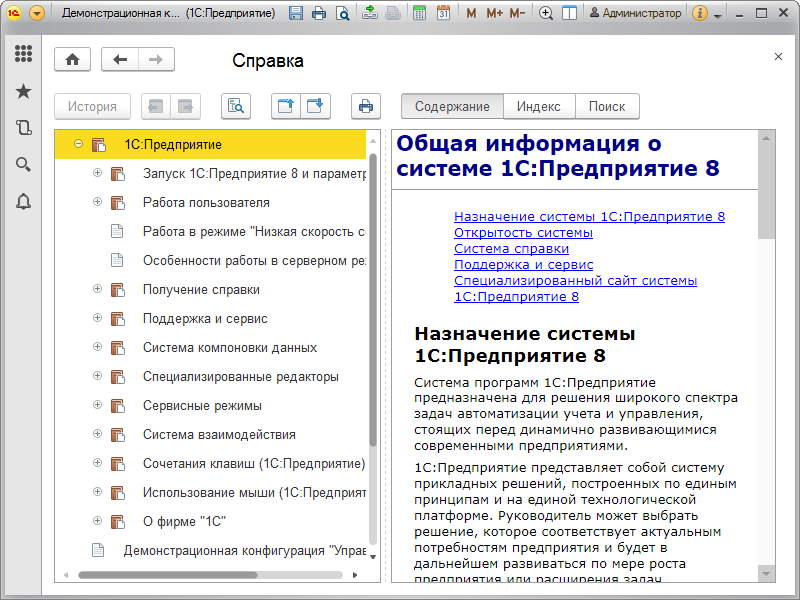 Демонстрационная к... (1С:Предприятие)
31
M M+ M-
Администратор
Справка
История
Содержание
Индекс
Поиск
1С:Предприятие
Запуск 1С:Предприятие 8 и параметр
Работа пользователя
Работа в режиме "Низкая скорость с
Особенности работы в серверном ре
Получение справки
Поддержка и сервис
Система компоновки данных
Специализированные редакторы
Сервисные режимы
Система взаимодействия
Сочетания клавиш (1С:Предприятие)
Использование мыши (1С:Предприят
О фирме "1С"
Демонстрационная конфигурация "Упра
Общая информация о
системе 1С:Предприятие 8
Назначение системы 1С:Предприятие 8
Открытость системы
Система справки
Поддержка и сервис
Специализированный сайт системы
1С:Предприятие 8
Назначение системы
1С:Предприятие 8
Система программ 1С:Предприятие
предназначена для решения широкого спектра
задач автоматизации учета и управления,
стоящих перед динамично развивающимися
современными предприятиями.
1С:Предприятие представляет собой систему
прикладных решений, построенных по единым
принципам и на единой технологической
платформе. Руководитель может выбрать
решение, которое соответствует актуальным
потребностям предприятия и будет в
дальнейшем развиваться по мере роста
предприятия или расширения задач